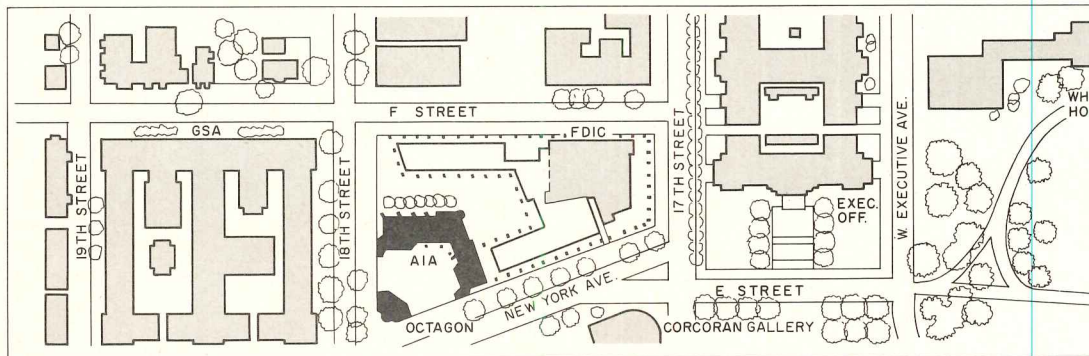 F STREET
GSA
FDIC
19TH STREET
18TH STREET
17TH STREET
W. EXECUTIVE AVE.
WH
HO
EXEC.
OFF.
AIA
NEW YORK AVE.
E STREET
OCTAGON
CORCORAN GALLERY